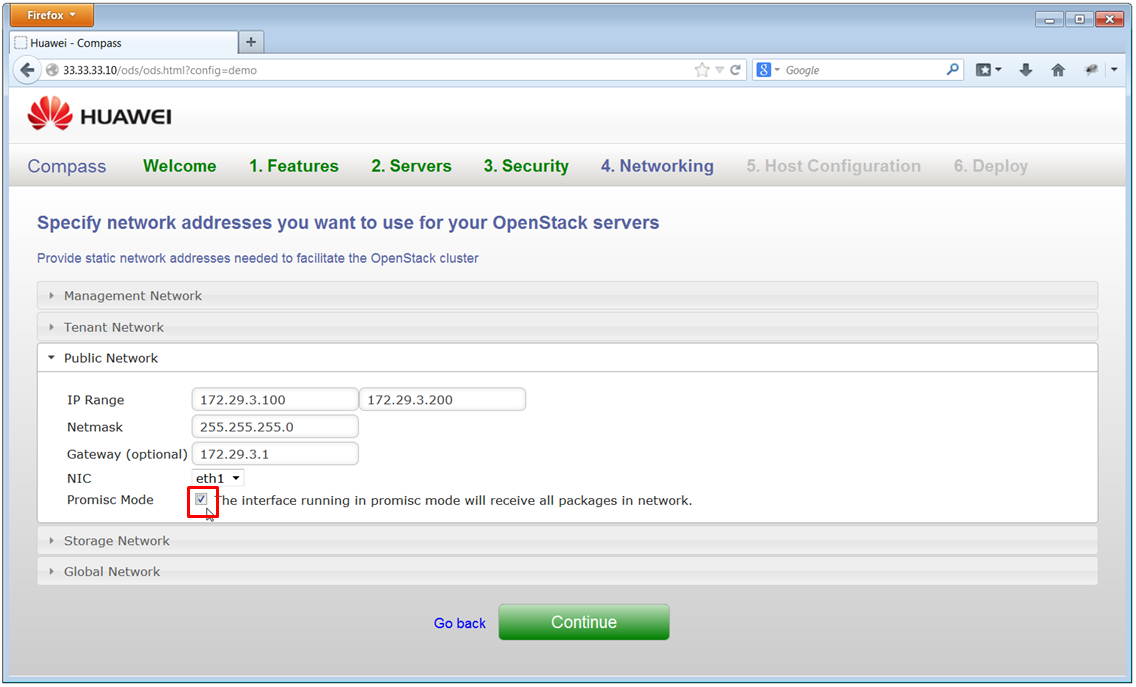 Firefox
Huawei - Compass
33.33.33.10/ods/ods.html?config=demo
8 Google
HUAWEI
Compass Welcome 1. Features 2. Servers 3. Security 4. Networking 5. Host Configuration 6. Deploy
Specify network addresses you want to use for your OpenStack servers
Provide static network addresses needed to facilitate the OpenStack cluster
Management Network
Tenant Network
Public Network
IP Range 172.29.3.100 172.29.3.200
Netmask 255.255.255.0
Gateway (optional) 172.29.3.1
NIC eth1
Promisc Mode The interface running in promisc mode will receive all packages in network.
Storage Network
Global Network
Go back Continue